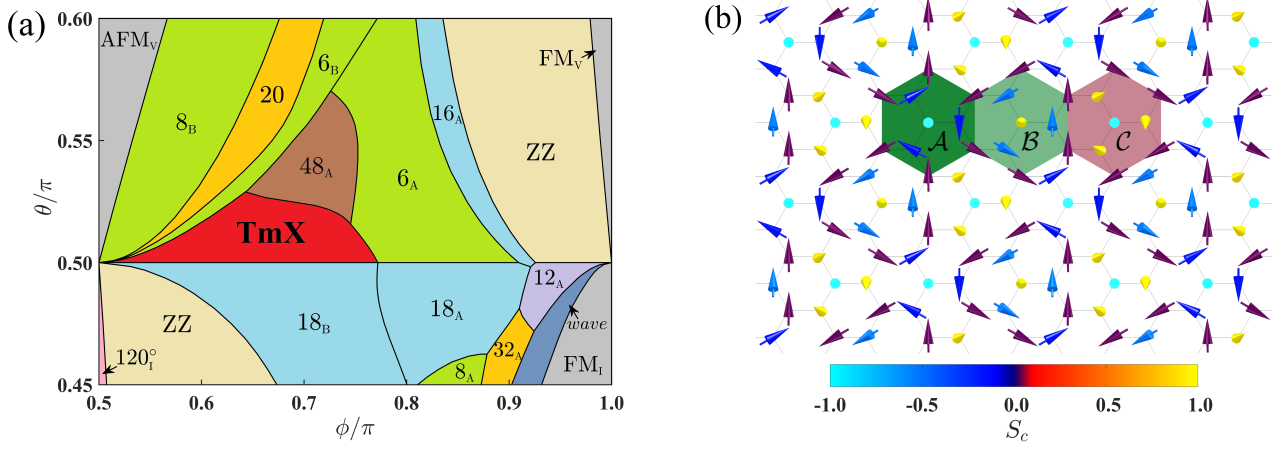 (a)
0.60
0.55
0.50
0.45
θ/π
0.5
0.6
0.7
0.8
0.9
1.0
ϕ/π
AFM_V
8_B
20
6_B
16_A
FM_V
ZZ
48_A
6_A
TmX
ZZ
18_B
18_A
12_A
wave
32_A
8_A
FM_I
120°_I
(b)
𝒜
ℬ
𝒞
-1.0
-0.5
0.0
0.5
1.0
S_c